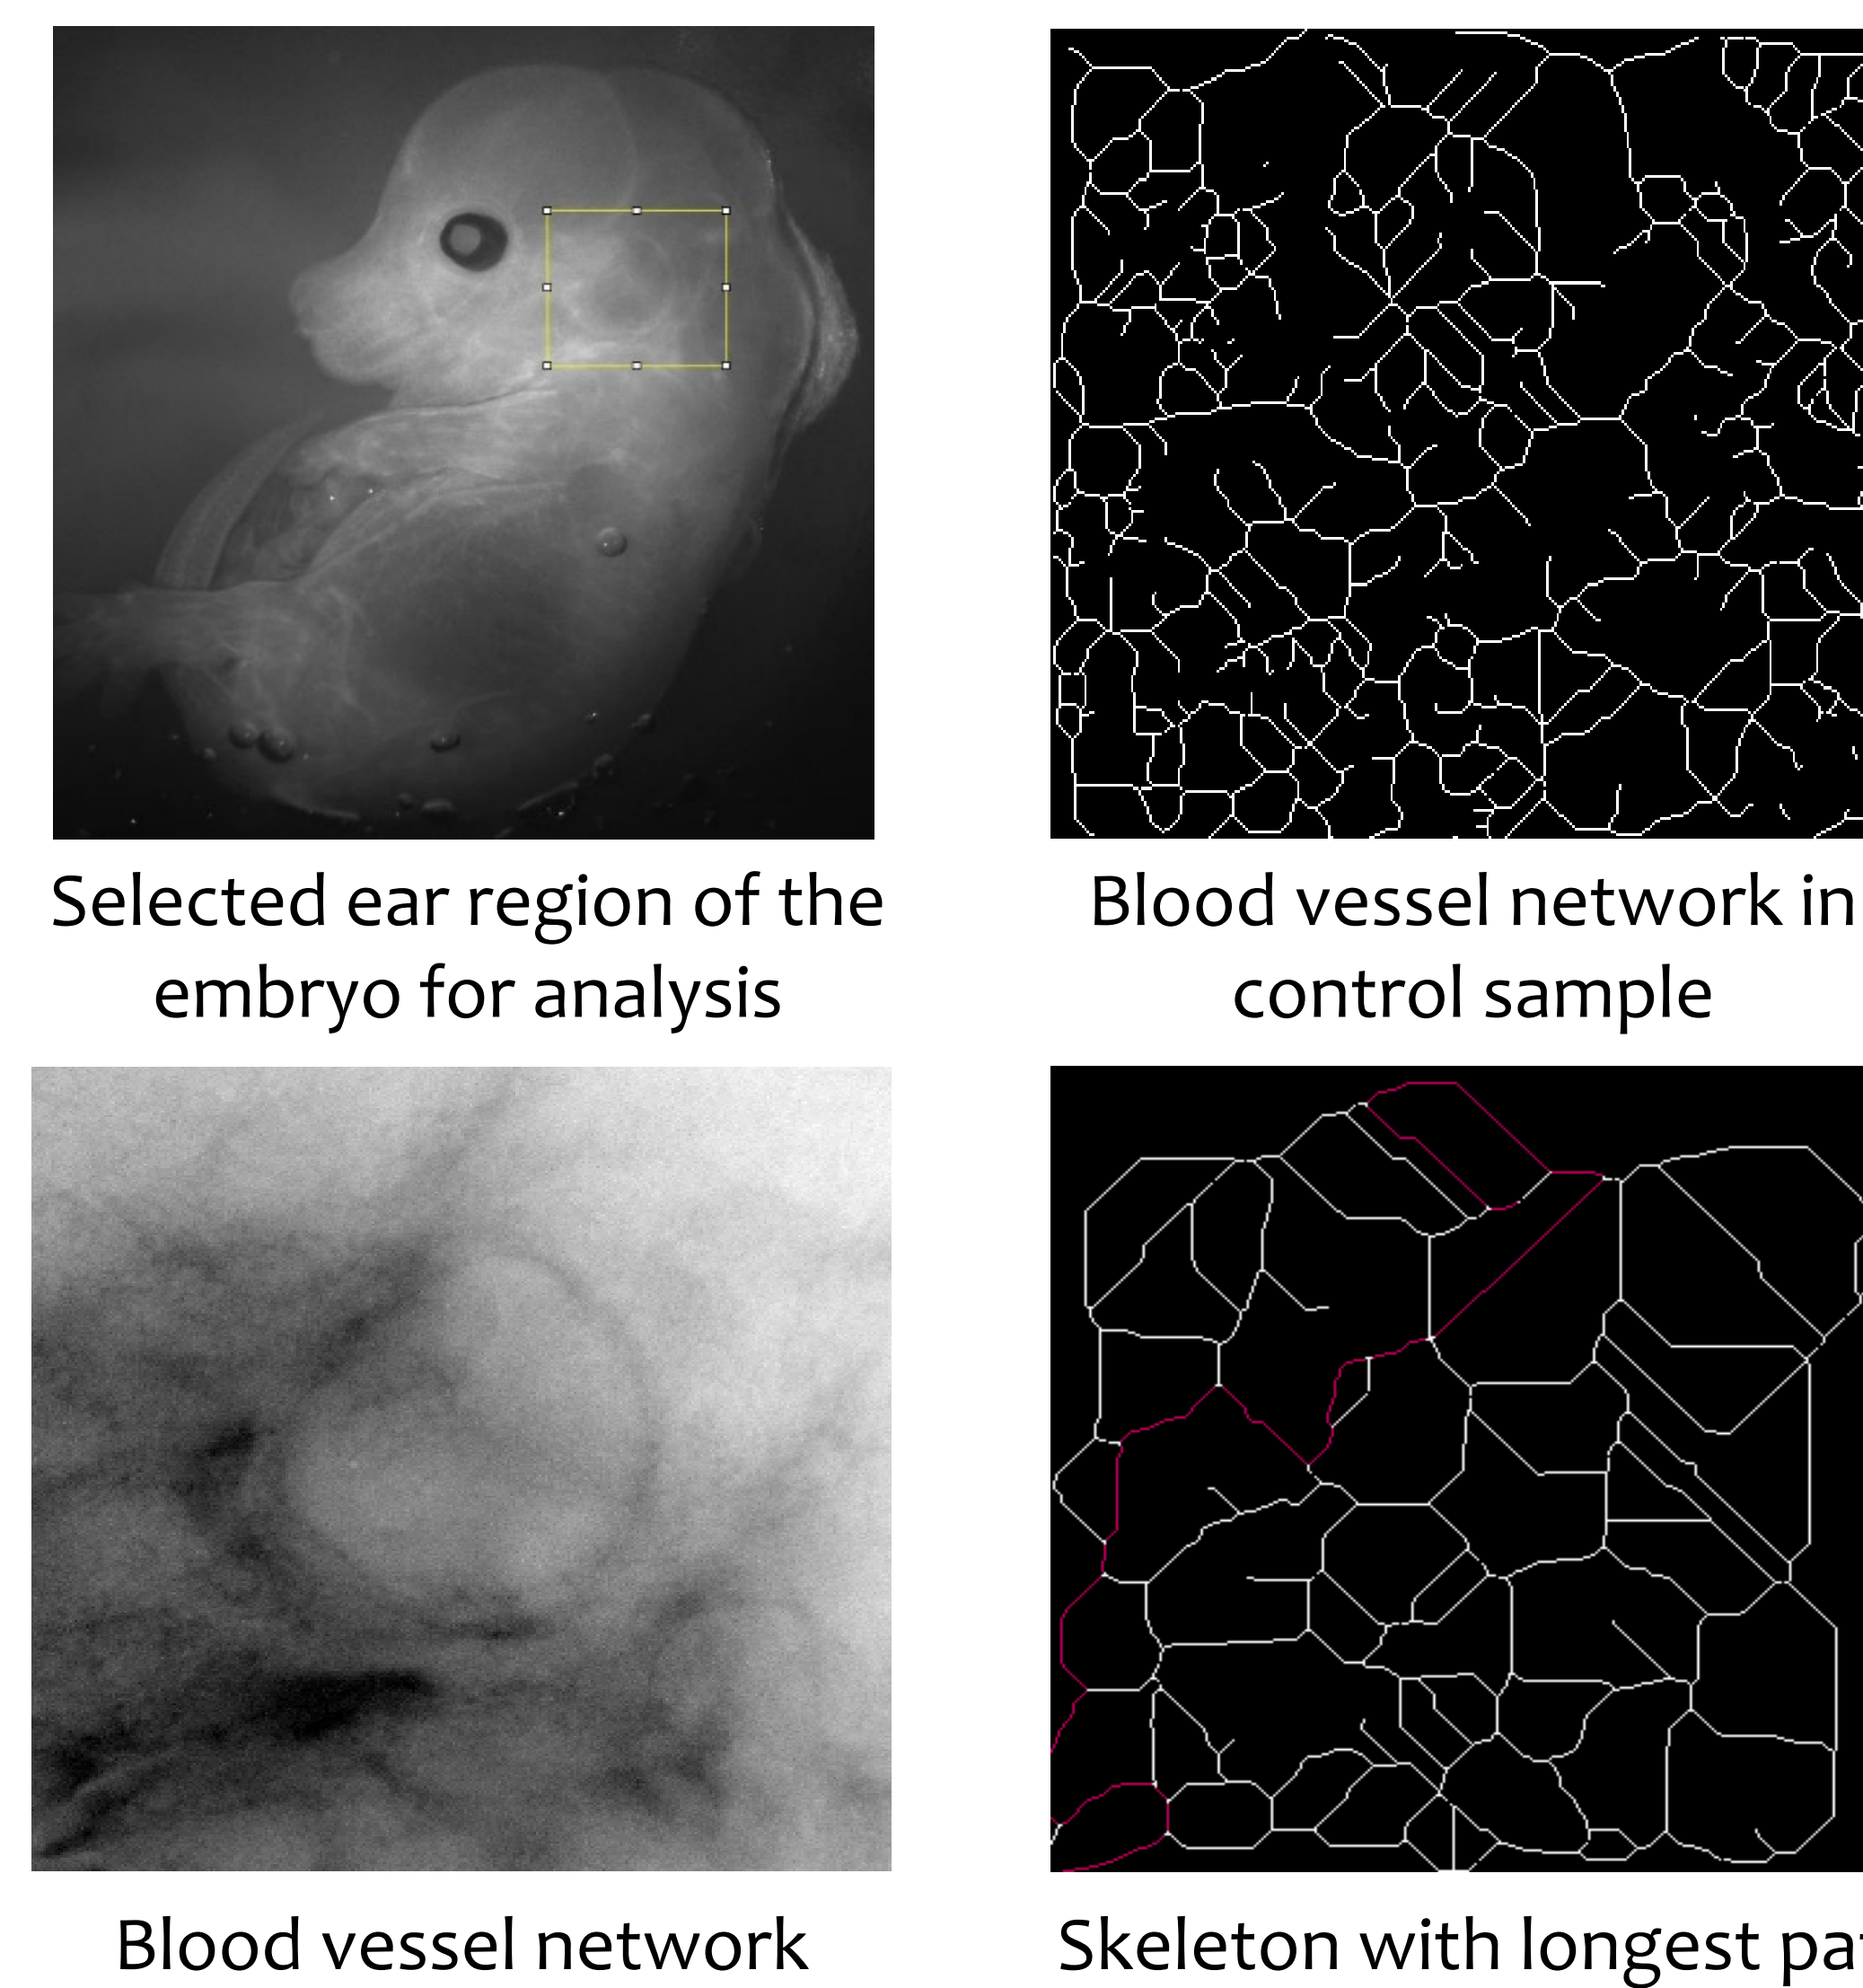 Selected ear region of the
embryo for analysis
Blood vessel network in
control sample
Blood vessel network
Skeleton with longest